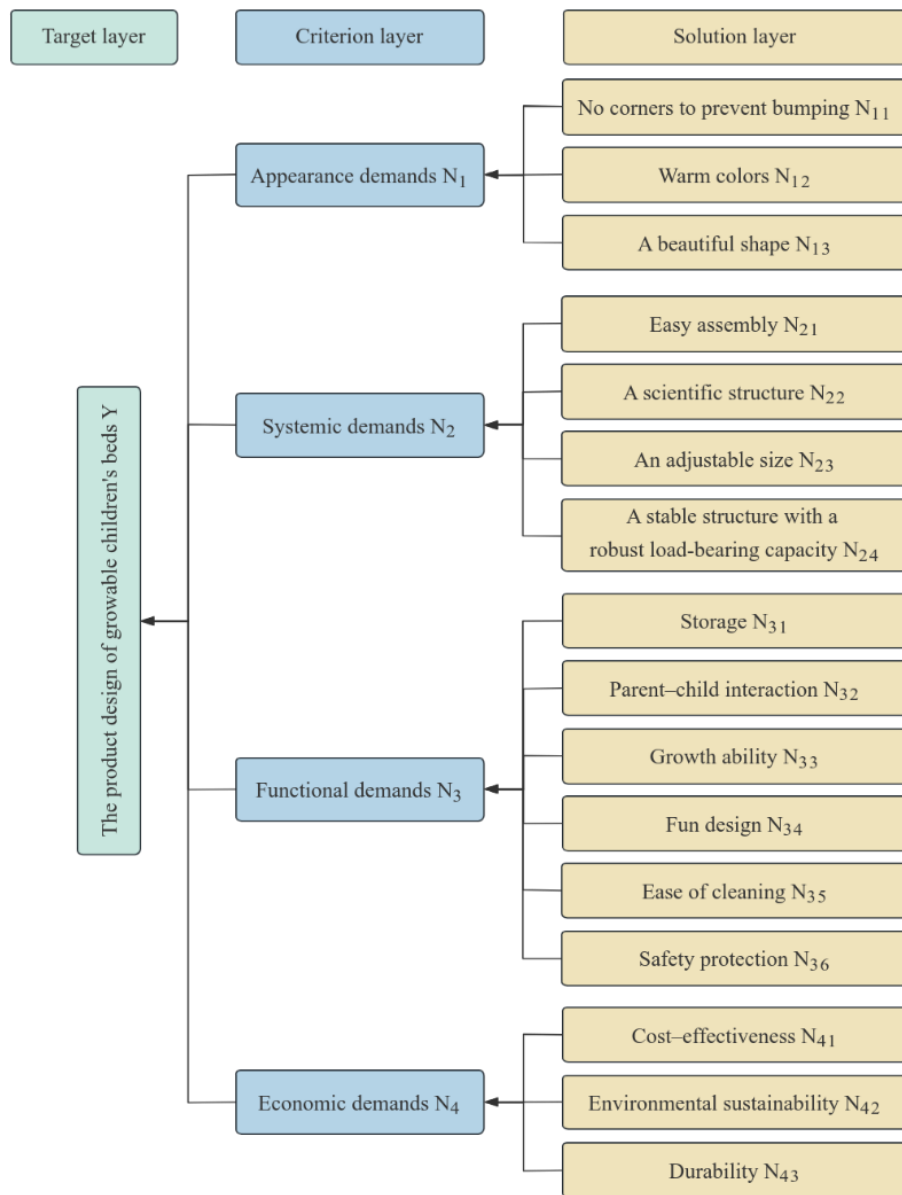 Target layer
Criterion layer
Solution layer
The product design of growable children's beds Y
Appearance demands N1
No corners to prevent bumping N11
Warm colors N12
A beautiful shape N13
Systemic demands N2
Easy assembly N21
A scientific structure N22
An adjustable size N23
A stable structure with a
robust load-bearing capacity N24
Functional demands N3
Storage N31
Parent–child interaction N32
Growth ability N33
Fun design N34
Ease of cleaning N35
Safety protection N36
Economic demands N4
Cost–effectiveness N41
Environmental sustainability N42
Durability N43